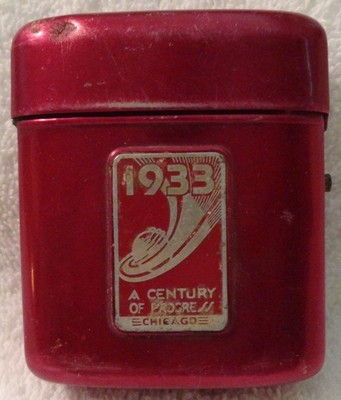 1933
A CENTURY
OF PROGRESS
CHICAGO